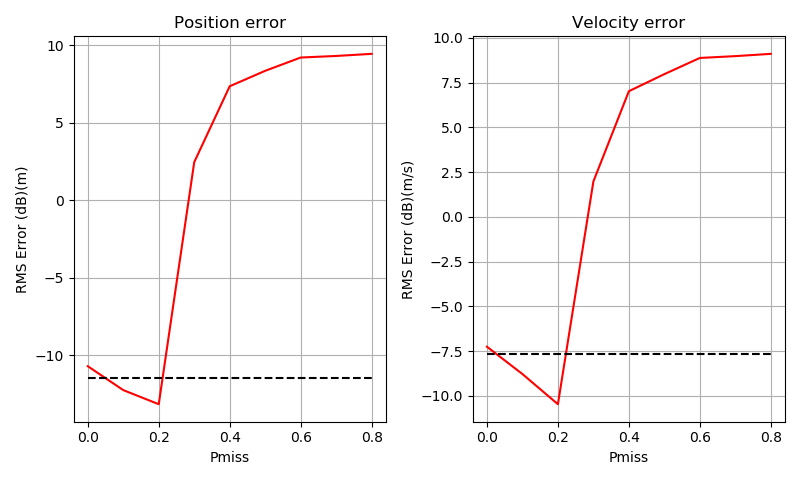 Position error
10
5
0
−5
−10
RMS Error (dB)(m)
0.0 0.2 0.4 0.6 0.8
Pmiss
Velocity error
10.0
7.5
5.0
2.5
0.0
−2.5
−5.0
−7.5
−10.0
RMS Error (dB)(m/s)
0.0 0.2 0.4 0.6 0.8
Pmiss